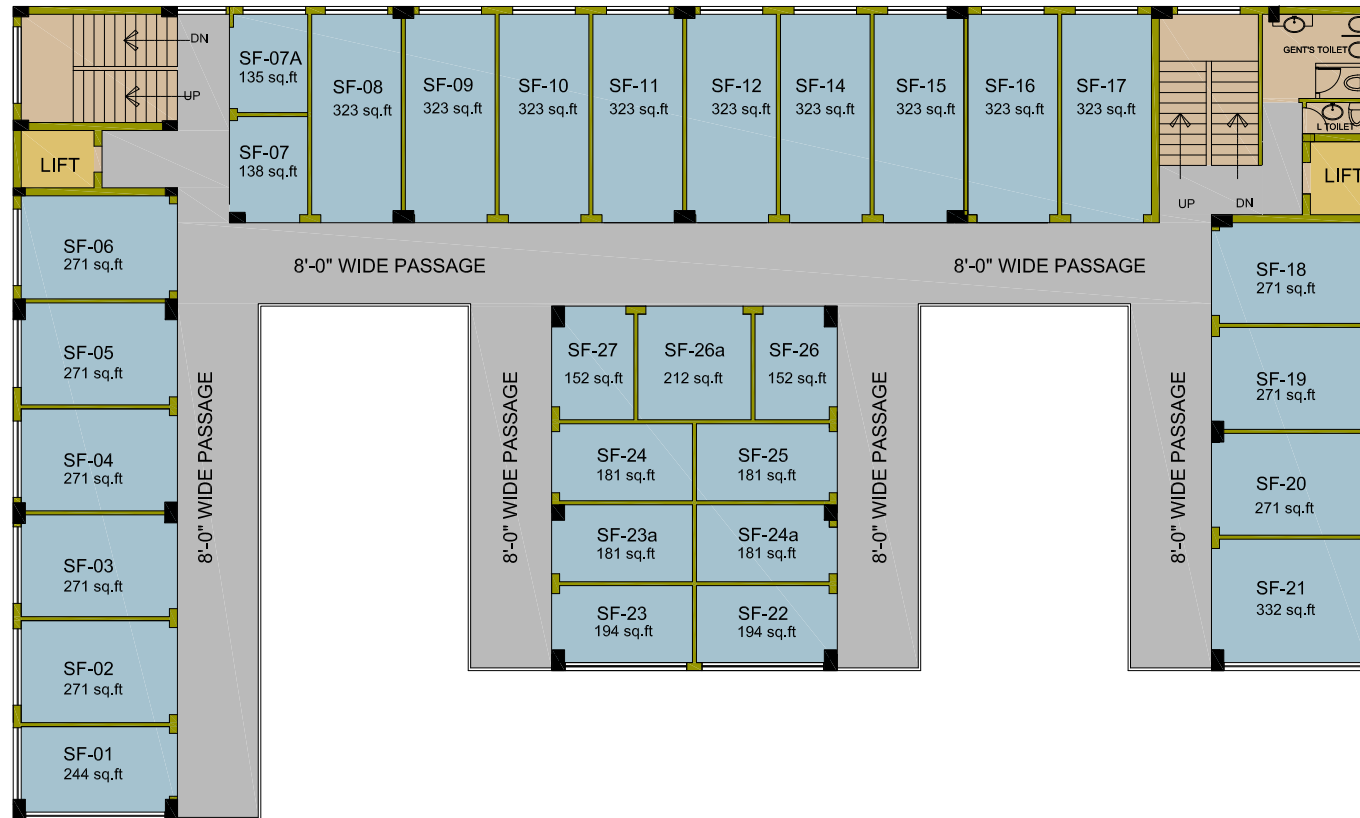 DN
UP
SF-07A
135 sq.ft
SF-07
138 sq.ft
SF-08
323 sq.ft
SF-09
323 sq.ft
SF-10
323 sq.ft
SF-11
323 sq.ft
SF-12
323 sq.ft
SF-14
323 sq.ft
SF-15
323 sq.ft
SF-16
323 sq.ft
SF-17
323 sq.ft
GENT'S TOILET
L TOILET
LIFT
LIFT
UP
DN
8'-0" WIDE PASSAGE
8'-0" WIDE PASSAGE
SF-06
271 sq.ft
SF-05
271 sq.ft
SF-04
271 sq.ft
SF-03
271 sq.ft
SF-02
271 sq.ft
SF-01
244 sq.ft
8'-0" WIDE PASSAGE
8'-0" WIDE PASSAGE
SF-27
152 sq.ft
SF-26a
212 sq.ft
SF-26
152 sq.ft
SF-24
181 sq.ft
SF-25
181 sq.ft
SF-23a
181 sq.ft
SF-24a
181 sq.ft
SF-23
194 sq.ft
SF-22
194 sq.ft
8'-0" WIDE PASSAGE
8'-0" WIDE PASSAGE
SF-18
271 sq.ft
SF-19
271 sq.ft
SF-20
271 sq.ft
SF-21
332 sq.ft